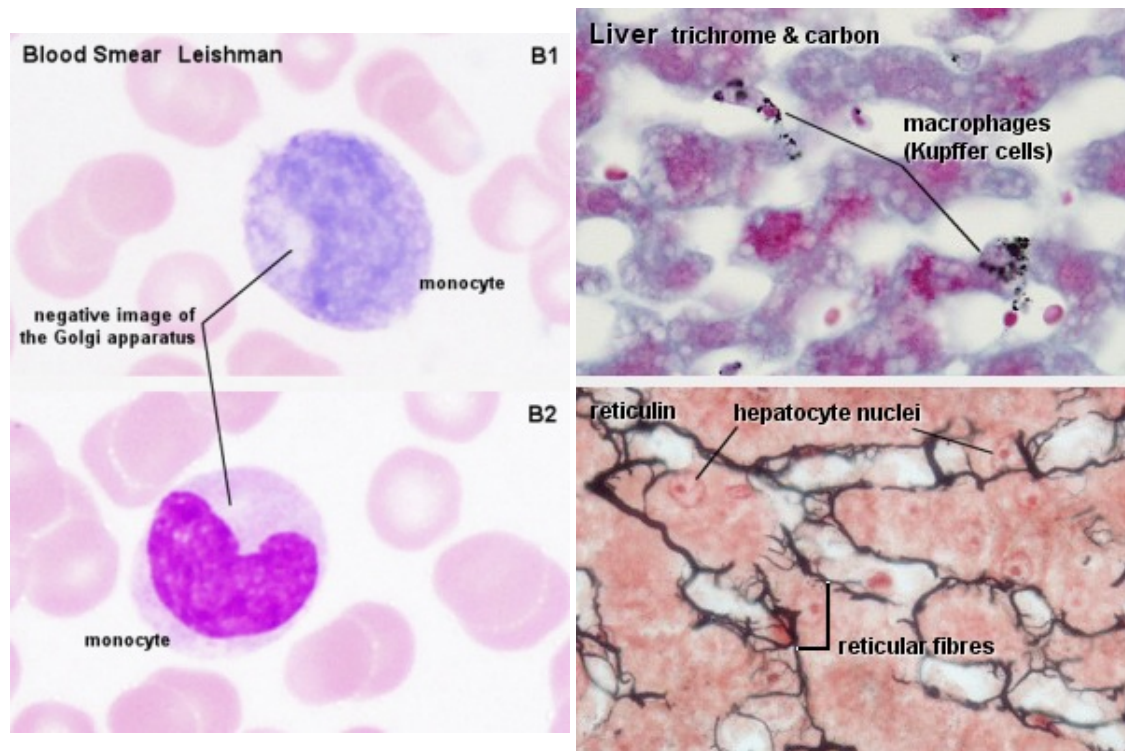 Blood Smear Leishman
B1
monocyte
negative image of
the Golgi apparatus
B2
monocyte
Liver trichrome & carbon
macrophages
(Kupffer cells)
reticulin
hepatocyte nuclei
reticular fibres